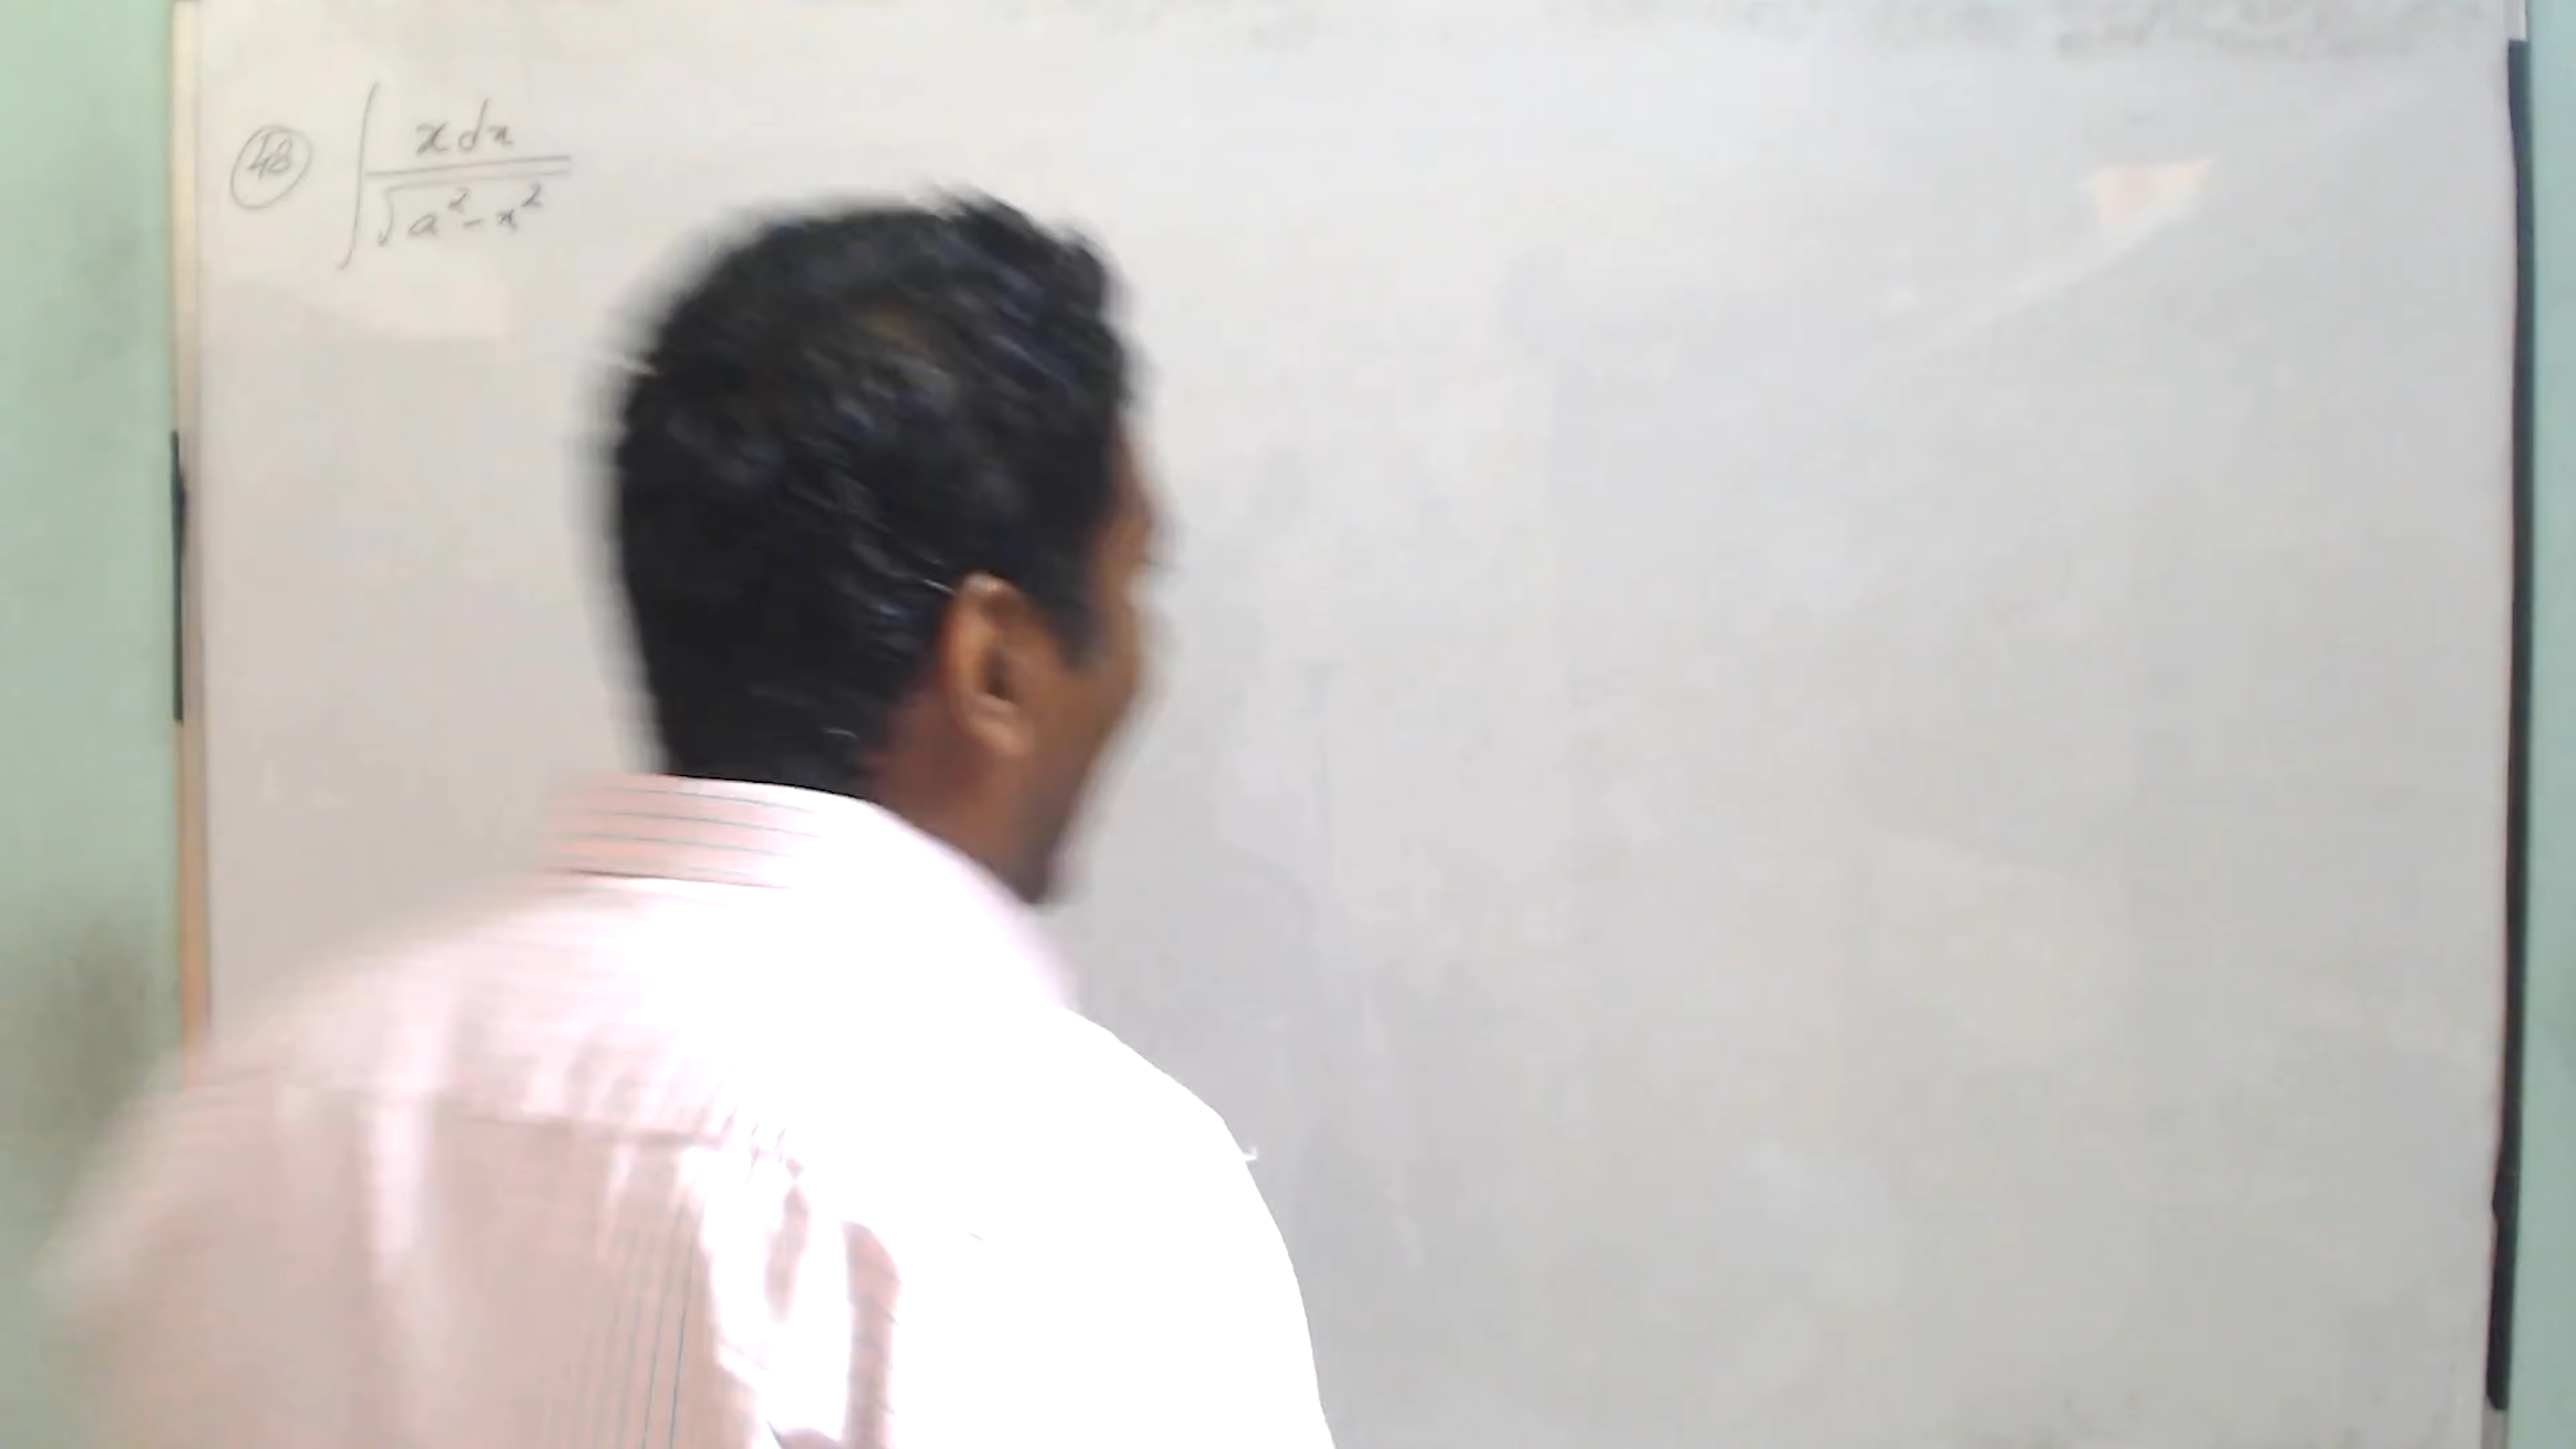 ㊽ ∫ x dx / √(a² - x²)